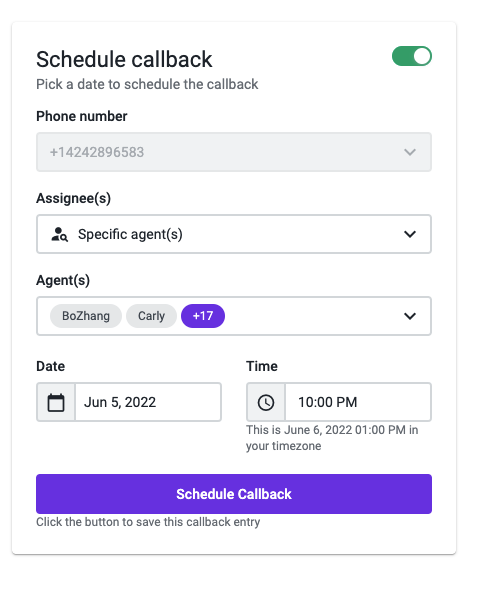 Schedule callback
Pick a date to schedule the callback
Phone number
+14242896583
Assignee(s)
Specific agent(s)
Agent(s)
BoZhang Carly +17
Date Time
Jun 5, 2022 10:00 PM
This is June 6, 2022 01:00 PM in
your timezone
Schedule Callback
Click the button to save this callback entry